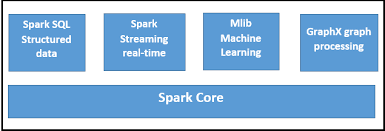 Spark SQL
Structured
data
Spark
Streaming
real-time
Mlib
Machine
Learning
GraphX graph
processing
Spark Core